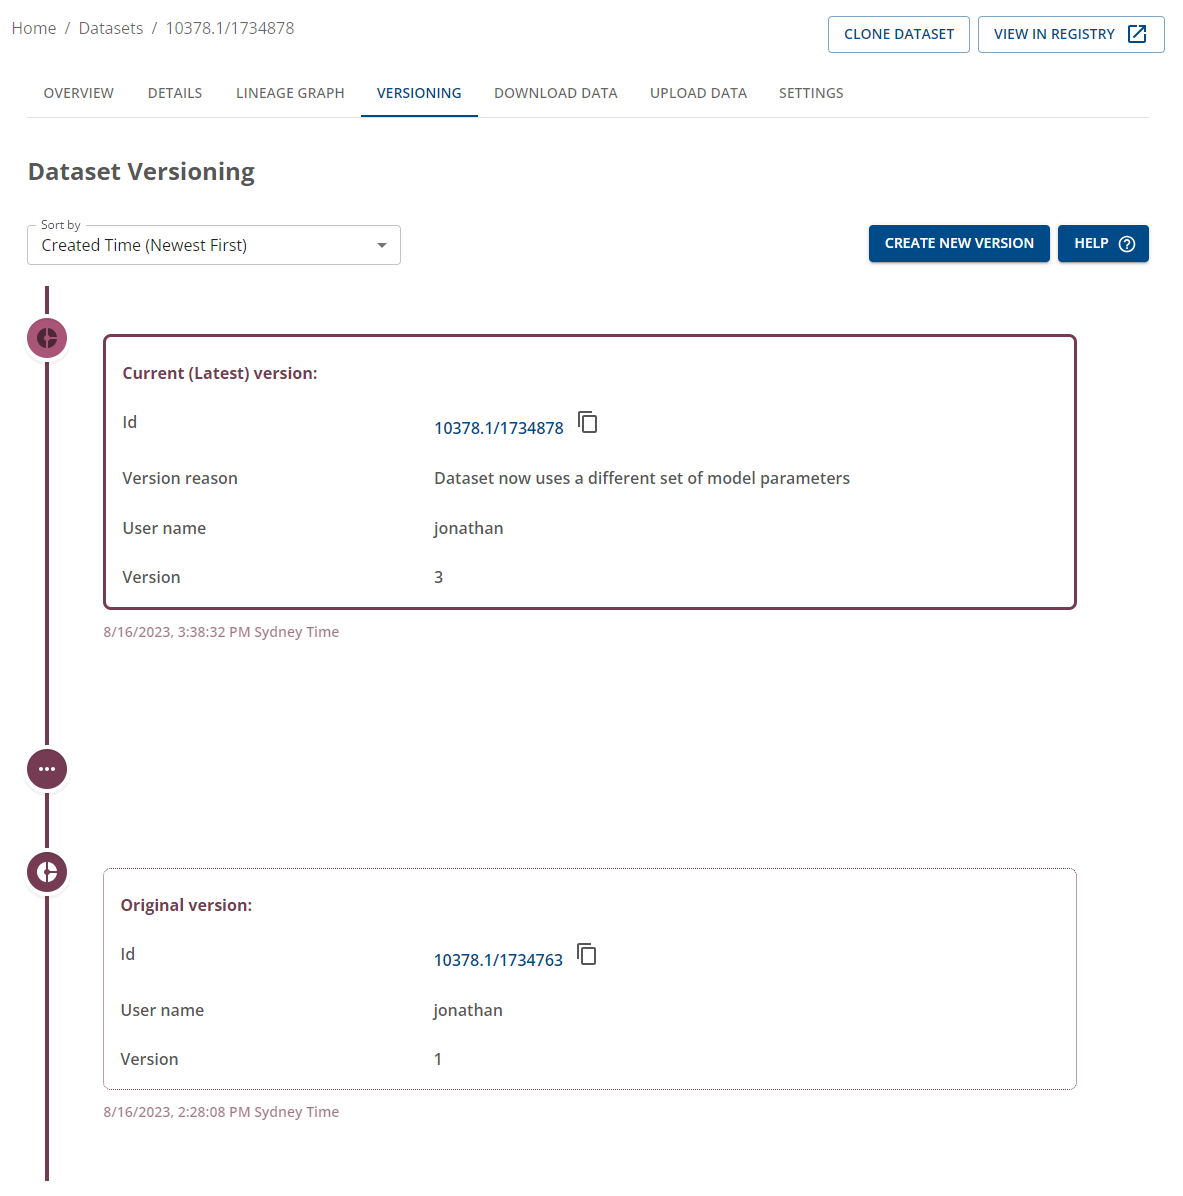 Home / Datasets / 10378.1/1734878
CLONE DATASET
VIEW IN REGISTRY
OVERVIEW DETAILS LINEAGE GRAPH VERSIONING DOWNLOAD DATA UPLOAD DATA SETTINGS
Dataset Versioning
Sort by
Created Time (Newest First)
CREATE NEW VERSION
HELP
Current (Latest) version:
Id 10378.1/1734878
Version reason Dataset now uses a different set of model parameters
User name jonathan
Version 3
8/16/2023, 3:38:32 PM Sydney Time
Original version:
Id 10378.1/1734763
User name jonathan
Version 1
8/16/2023, 2:28:08 PM Sydney Time